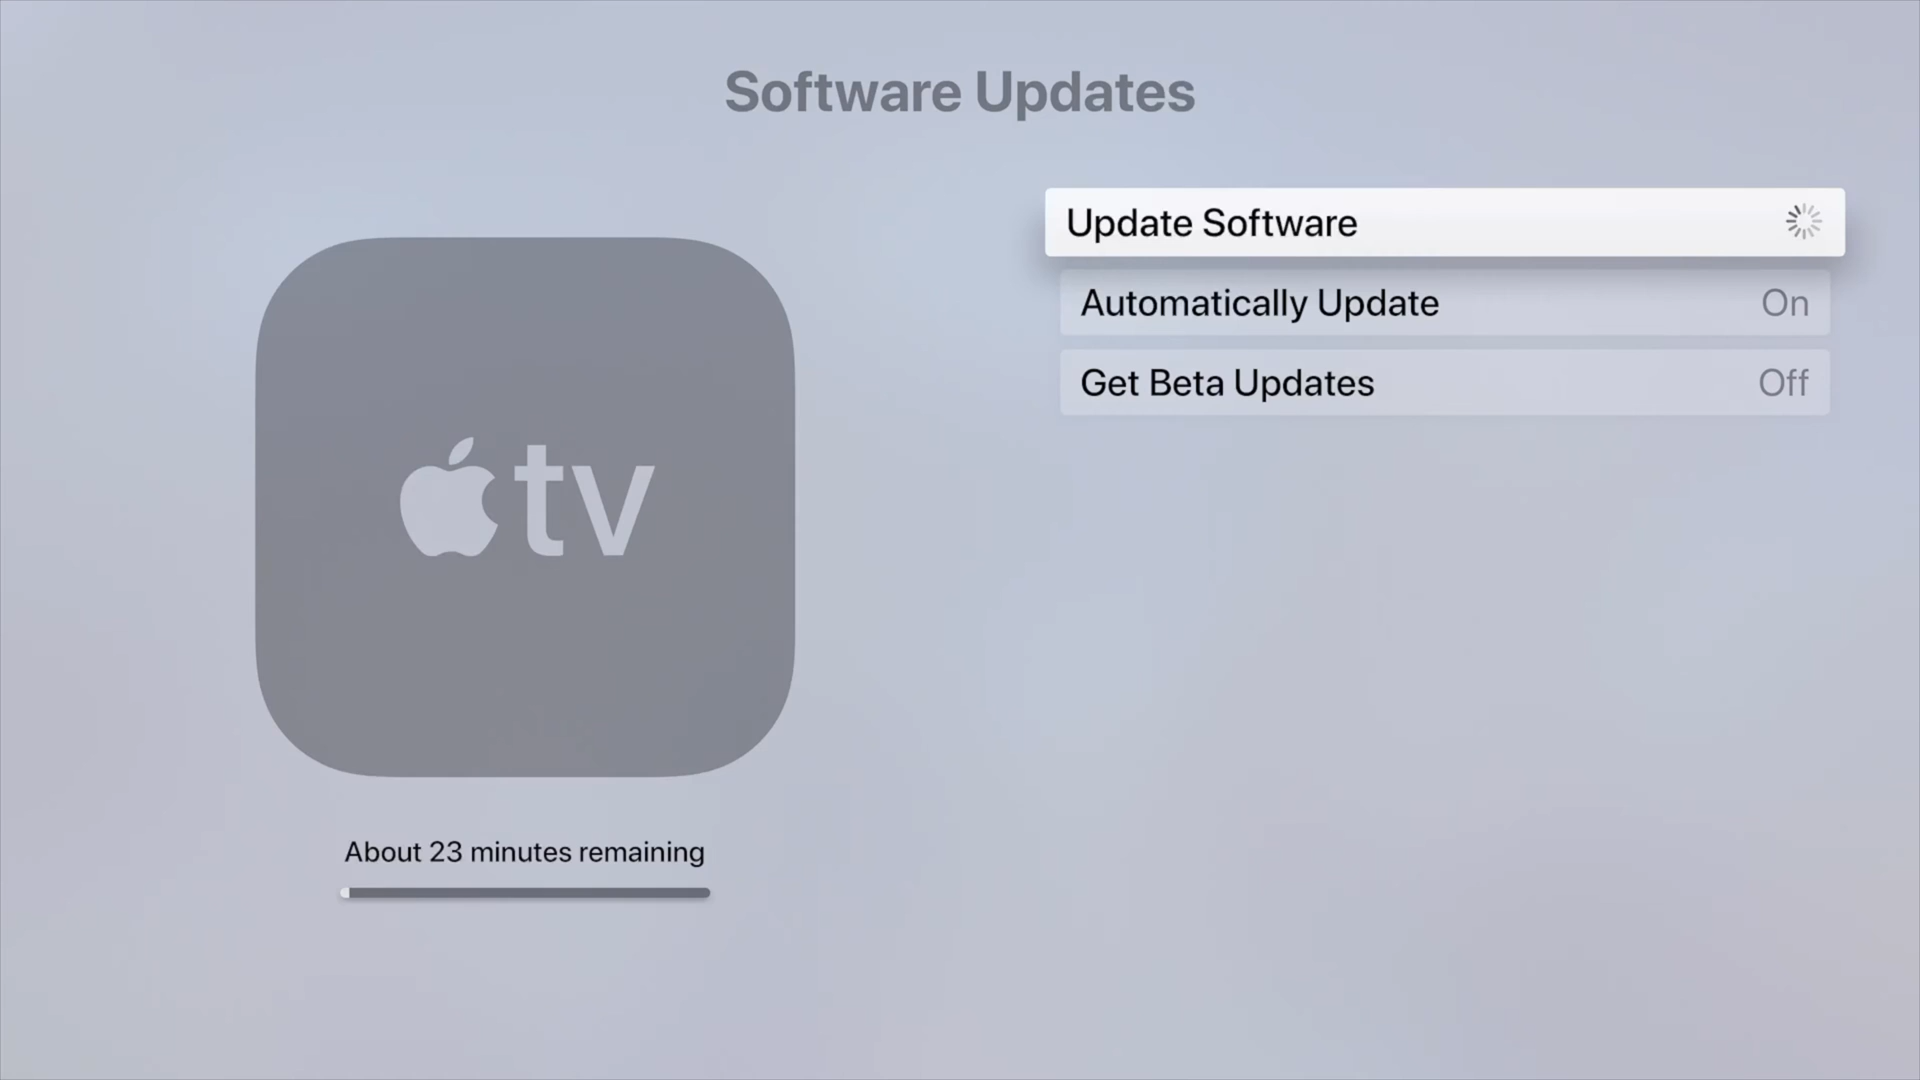 Software Updates
Update Software
Automatically Update On
Get Beta Updates Off
tv
About 23 minutes remaining